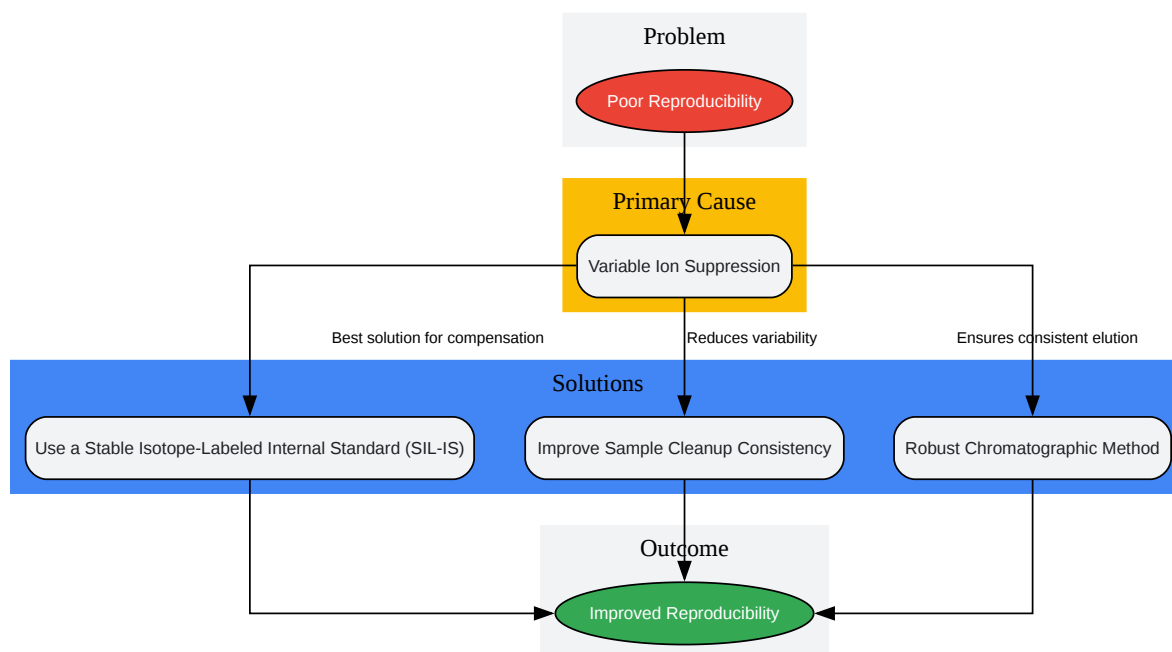 Problem
Poor Reproducibility
Primary Cause
Variable Ion Suppression
Best solution for compensation
Reduces variability
Ensures consistent elution
Solutions
Use a Stable Isotope-Labeled Internal Standard (SIL-IS)
Improve Sample Cleanup Consistency
Robust Chromatographic Method
Outcome
Improved Reproducibility